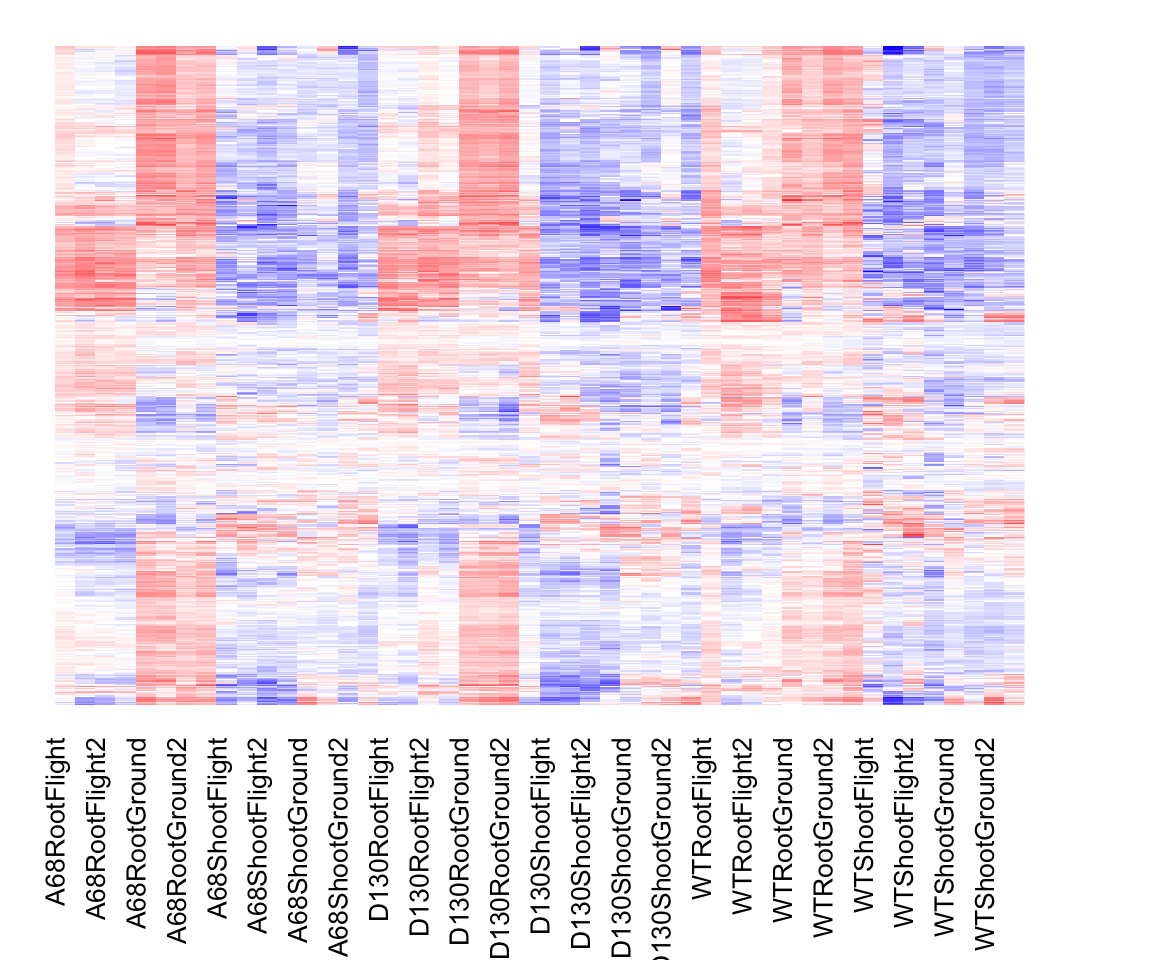 A68RootFlight
A68RootFlight2
A68RootGround
A68RootGround2
A68ShootFlight
A68ShootFlight2
A68ShootGround
A68ShootGround2
D130RootFlight
D130RootFlight2
D130RootGround
D130RootGround2
D130ShootFlight
D130ShootFlight2
D130ShootGround
D130ShootGround2
WTRootFlight
WTRootFlight2
WTRootGround
WTRootGround2
WTShootFlight
WTShootFlight2
WTShootGround
WTShootGround2